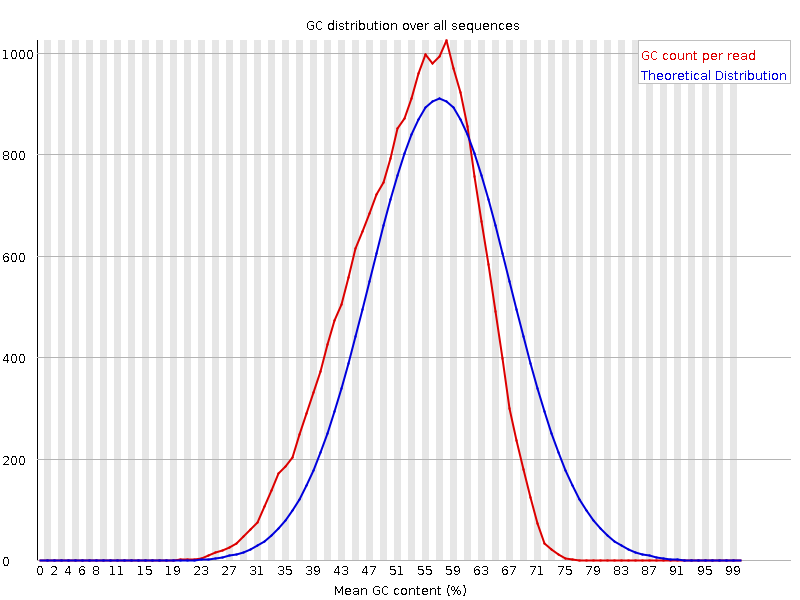 GC distribution over all sequences
GC count per read
Theoretical Distribution
1000
800
600
400
200
0
0 2 4 6 8 11 15 19 23 27 31 35 39 43 47 51 55 59 63 67 71 75 79 83 87 91 95 99
Mean GC content (%)